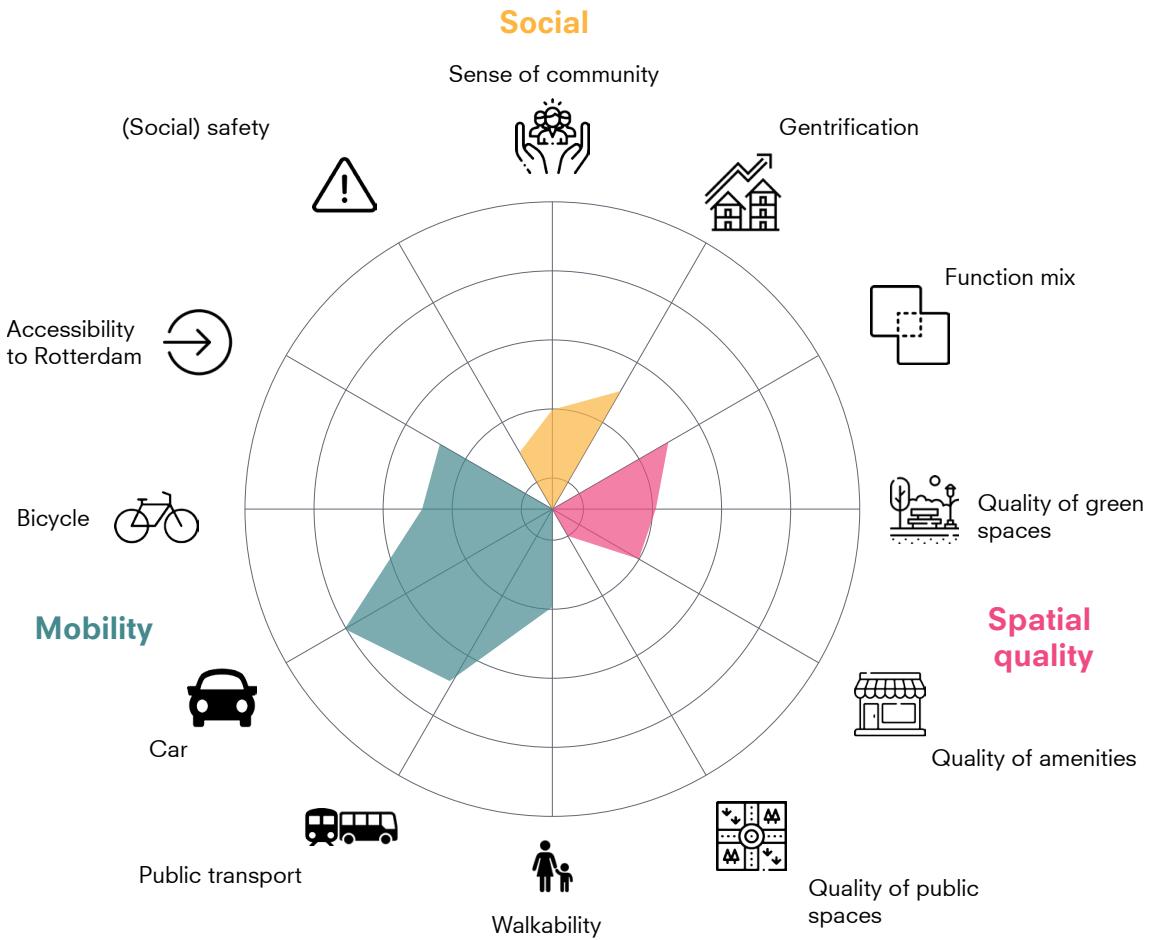 Social
Sense of community
(Social) safety
Gentrification
Function mix
Accessibility
to Rotterdam
Quality of green
spaces
Bicycle
Mobility
Spatial
quality
Car
Quality of amenities
Public transport
Quality of public
spaces
Walkability